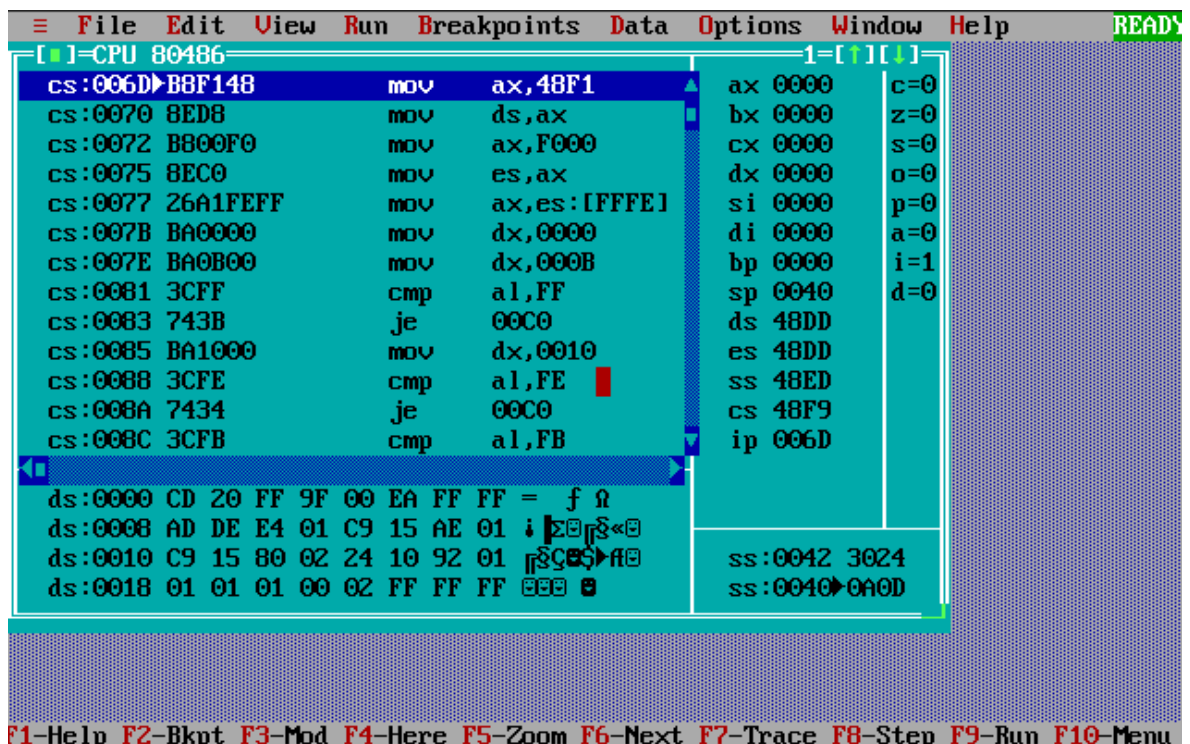 ≡ File Edit View Run Breakpoints Data Options Window Help READY
[■]=CPU 80486 1=[↑][↓]
cs:006D►B8F148 mov ax,48F1 ax 0000 c=0
cs:0070 8ED8 mov ds,ax bx 0000 z=0
cs:0072 B800F0 mov ax,F000 cx 0000 s=0
cs:0075 8EC0 mov es,ax dx 0000 o=0
cs:0077 26A1FEFF mov ax,es:[FFFE] si 0000 p=0
cs:007B BA0000 mov dx,0000 di 0000 a=0
cs:007E BA0B00 mov dx,000B bp 0000 i=1
cs:0081 3CFF cmp al,FF sp 0040 d=0
cs:0083 743B je 00C0 ds 48DD
cs:0085 BA1000 mov dx,0010 es 48DD
cs:0088 3CFE cmp al,FE ss 48ED
cs:008A 7434 je 00C0 cs 48F9
cs:008C 3CFB cmp al,FB ip 006D
ds:0000 CD 20 FF 9F 00 EA FF FF = ƒ Ω
ds:0008 AD DE E4 01 C9 15 AE 01 ¡▐Σ☺╔§«☺
ds:0010 C9 15 80 02 24 10 92 01 ╔§Ç☻$►Æ☺ ss:0042 3024
ds:0018 01 01 01 00 02 FF FF FF ☺☺☺ ☻ ss:0040►0A0D
F1-Help F2-Bkpt F3-Mod F4-Here F5-Zoom F6-Next F7-Trace F8-Step F9-Run F10-Menu